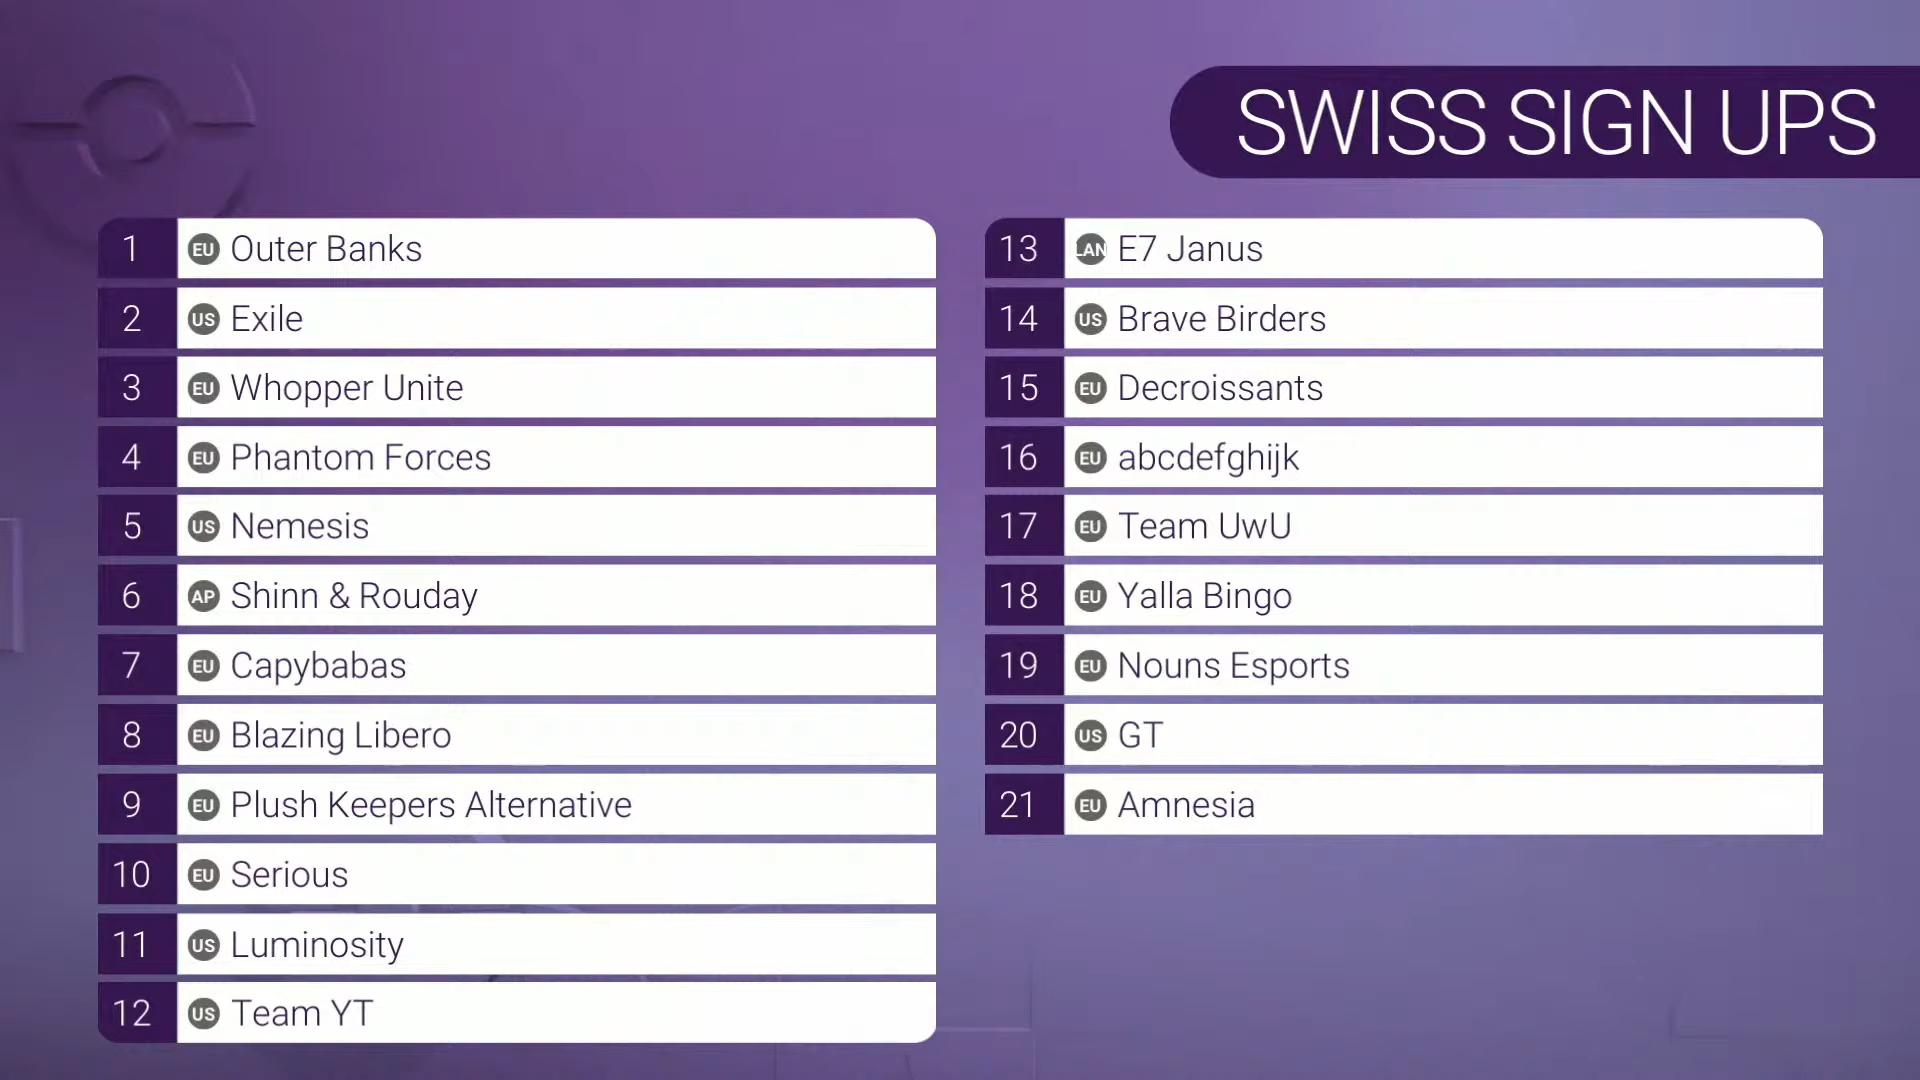 SWISS SIGN UPS
1 EU Outer Banks
2 US Exile
3 EU Whopper Unite
4 EU Phantom Forces
5 US Nemesis
6 AP Shinn & Rouday
7 EU Capybabas
8 EU Blazing Libero
9 EU Plush Keepers Alternative
10 EU Serious
11 US Luminosity
12 US Team YT
13 LAN E7 Janus
14 US Brave Birders
15 EU Decroissants
16 EU abcdefghijk
17 EU Team UwU
18 EU Yalla Bingo
19 EU Nouns Esports
20 US GT
21 EU Amnesia